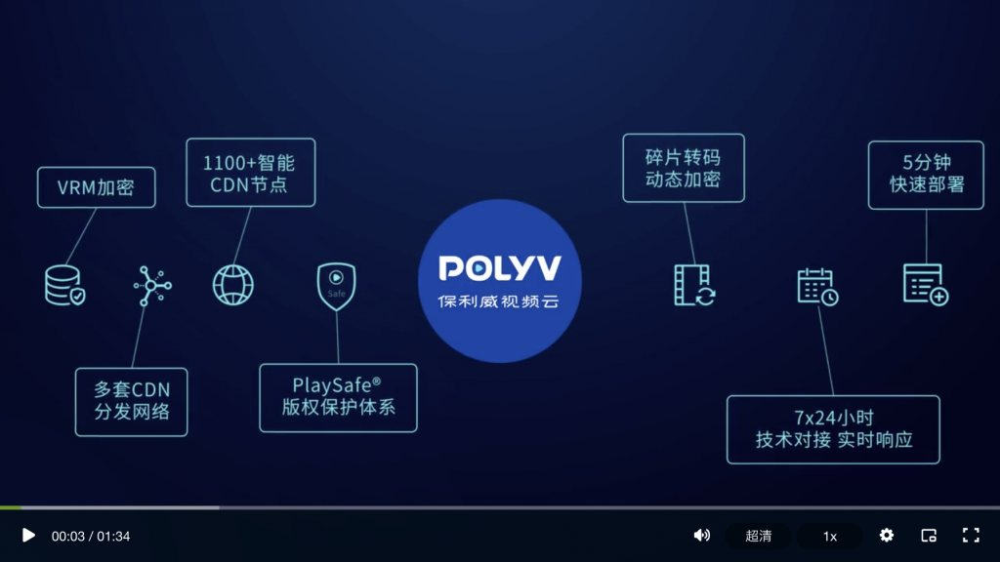 VRM加密
1100+智能
CDN节点
碎片转码
动态加密
5分钟
快速部署
Safe
POLYV
保利威视频云
多套CDN
分发网络
PlaySafe®
版权保护体系
7x24小时
技术对接 实时响应
00:03 / 01:34
超清
1x